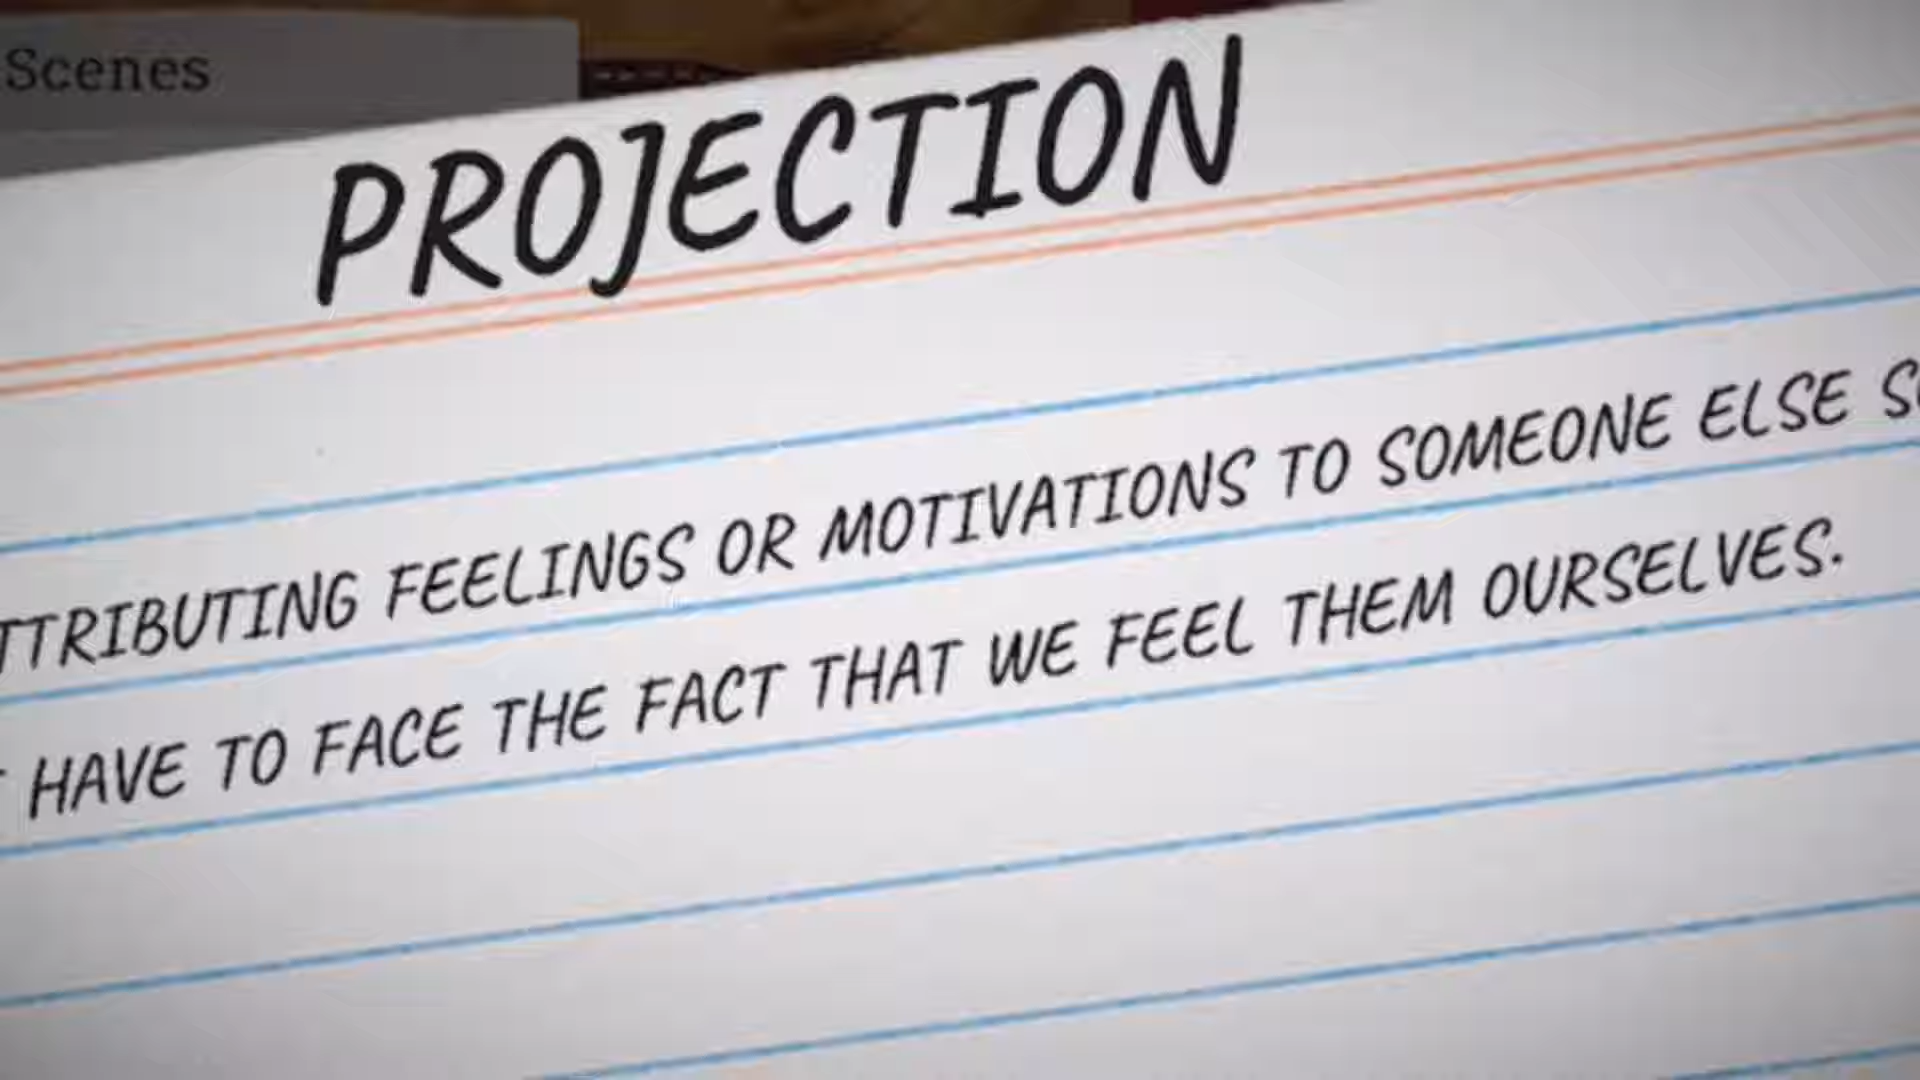 Scenes
PROJECTION
TTRIBUTING FEELINGS OR MOTIVATIONS TO SOMEONE ELSE
HAVE TO FACE THE FACT THAT WE FEEL THEM OURSELVES.